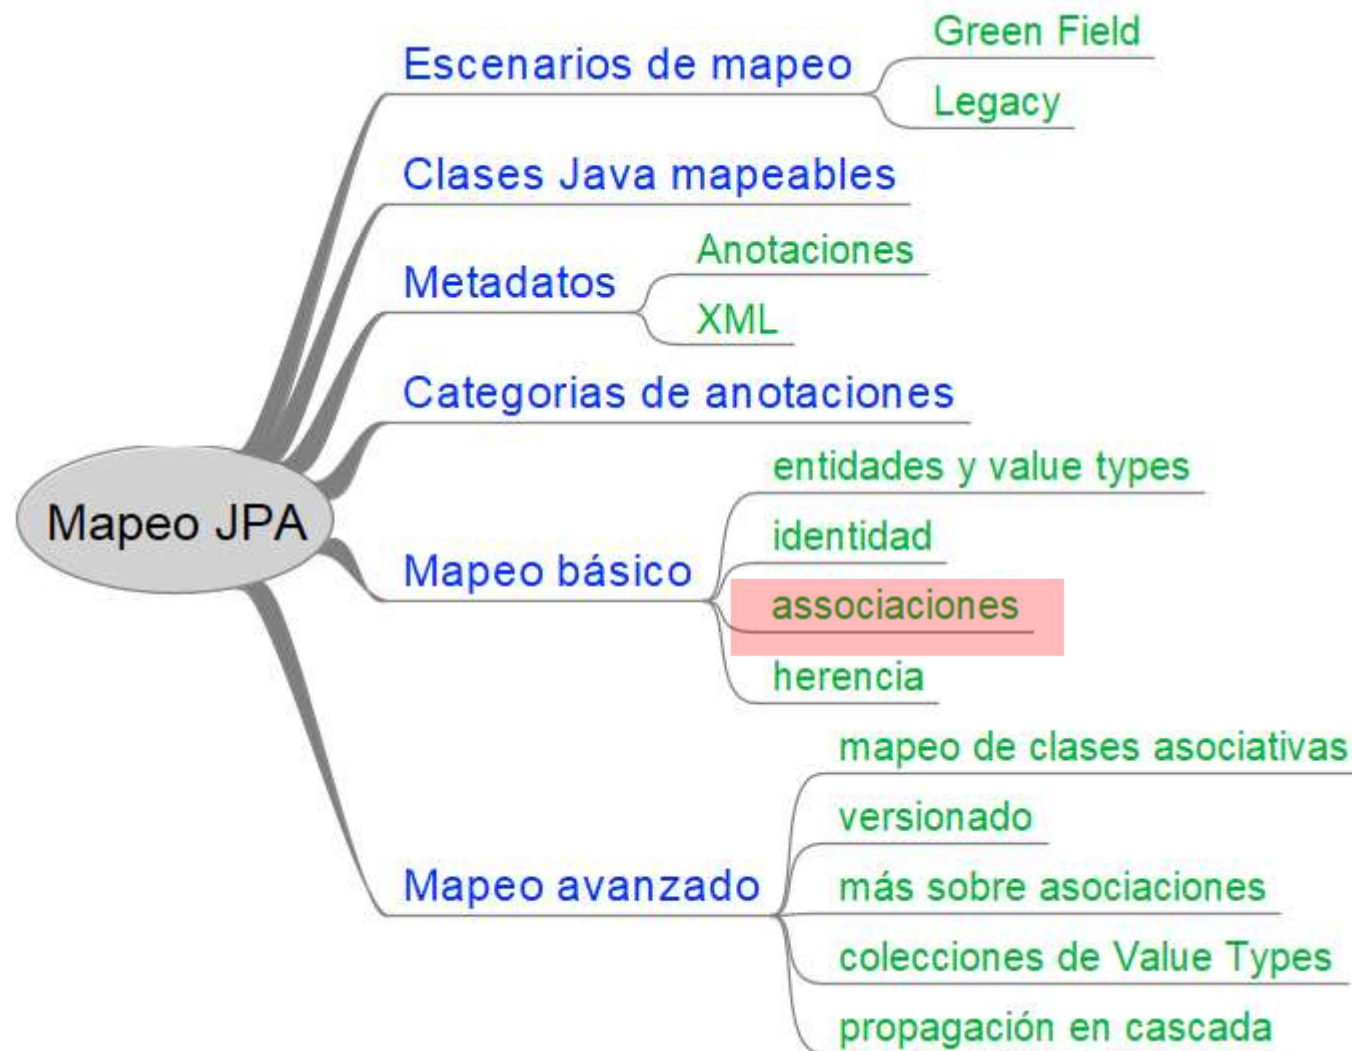 Mapeo JPA
Escenarios de mapeo
Green Field
Legacy
Clases Java mapeables
Metadatos
Anotaciones
XML
Categorias de anotaciones
Mapeo básico
entidades y value types
identidad
associaciones
herencia
Mapeo avanzado
mapeo de clases asociativas
versionado
más sobre asociaciones
colecciones de Value Types
propagación en cascada